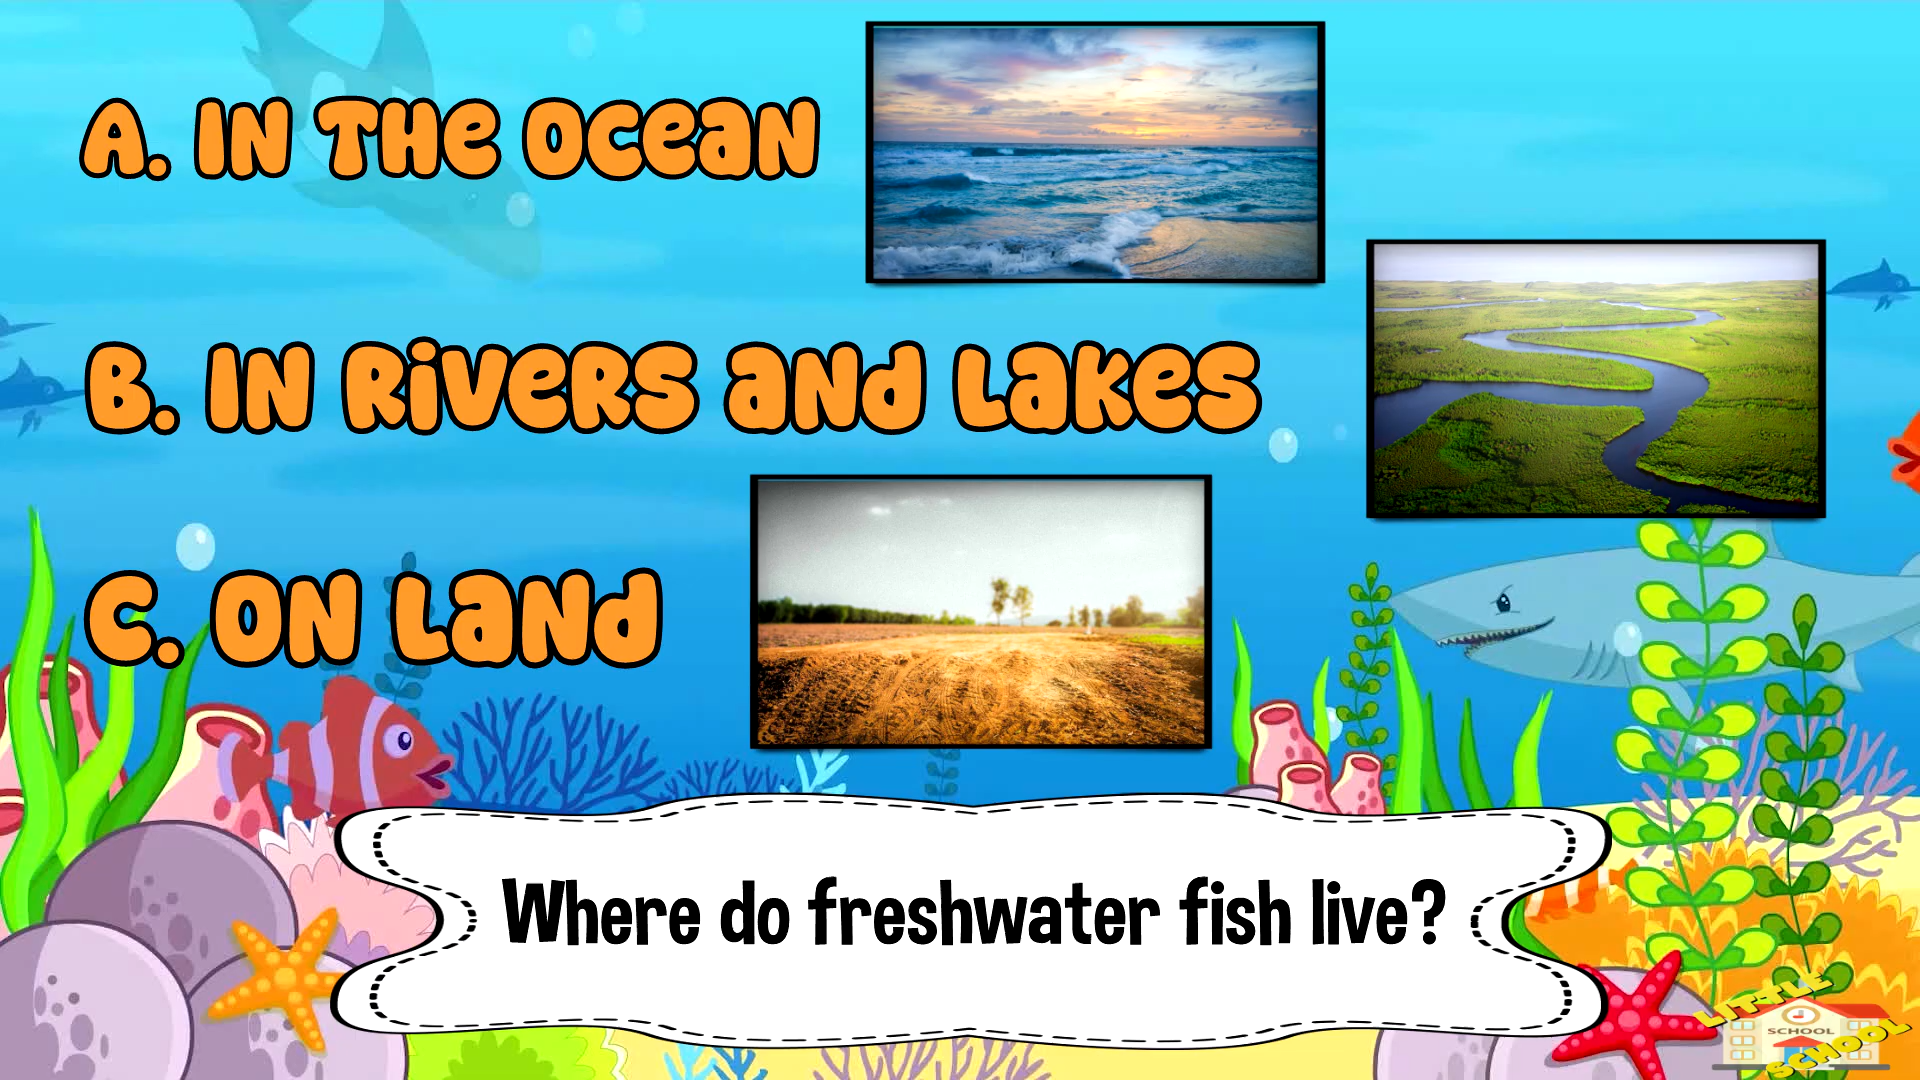 A. In the ocean
B. In rivers and lakes
C. On land
Where do freshwater fish live?
LITTLE
SCHOOL
SCHOOL